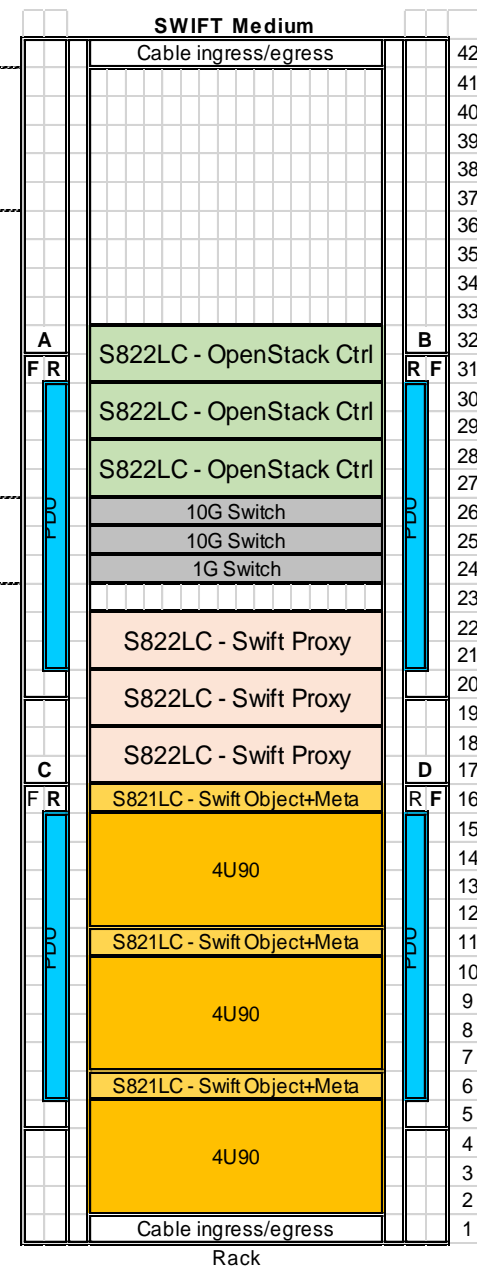 SWIFT Medium
Cable ingress/egress 42
41
40
39
38
37
36
35
34
33
A B 32
S822LC - OpenStack Ctrl
F R R F 31
30
S822LC - OpenStack Ctrl
29
28
S822LC - OpenStack Ctrl
27
PDU 10G Switch PDU 26
10G Switch 25
1G Switch 24
23
22
S822LC - Swift Proxy
21
20
S822LC - Swift Proxy
19
18
S822LC - Swift Proxy
C D 17
F R S821LC - Swift Object+Meta R F 16
15
14
4U90
13
12
PDU S821LC - Swift Object+Meta PDU 11
10
9
4U90
8
7
S821LC - Swift Object+Meta 6
5
4
4U90
3
2
Cable ingress/egress 1
Rack